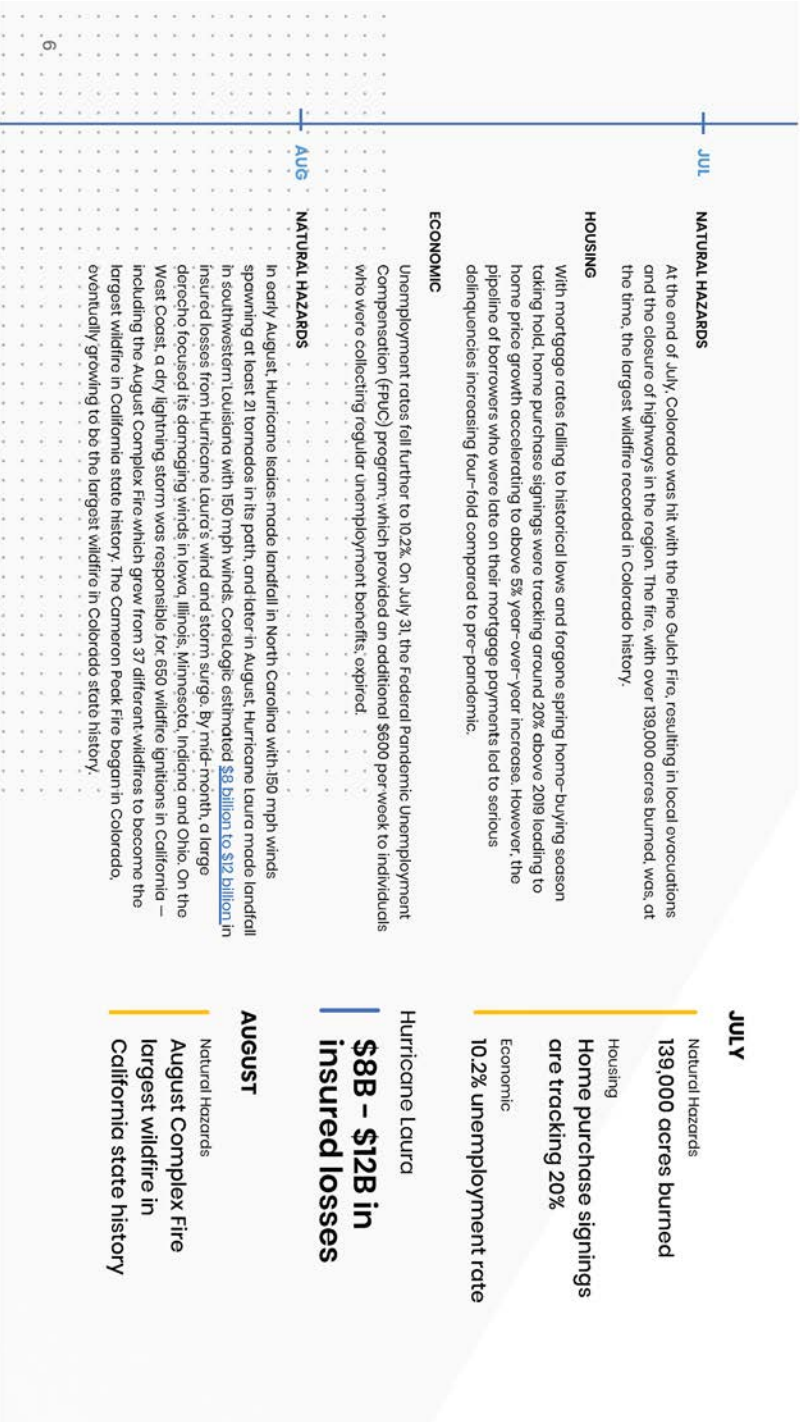 JUL
NATURAL HAZARDS
At the end of July, Colorado was hit with the Pine Gulch Fire, resulting in local evacuations
and the closure of highways in the region. The fire, with over 139,000 acres burned, was, at
the time, the largest wildfire recorded in Colorado history.
HOUSING
With mortgage rates falling to historical lows and forgone spring home-buying season
taking hold, home purchase signings were tracking around 20% above 2019 leading to
home price growth accelerating to above 5% year-over-year increase. However, the
pipeline of borrowers who were late on their mortgage payments led to serious
delinquencies increasing four-fold compared to pre-pandemic.
ECONOMIC
Unemployment rates fell further to 10.2%. On July 31, the Federal Pandemic Unemployment
Compensation (FPUC) program, which provided an additional $600 per week to individuals
who were collecting regular unemployment benefits, expired.
AUG
NATURAL HAZARDS
In early August, Hurricane Isaias made landfall in North Carolina with 150 mph winds
spawning at least 21 tornados in its path, and later in August, Hurricane Laura made landfall
in southwestern Louisiana with 150 mph winds. CoreLogic estimated $8 billion to $12 billion in
insured losses from Hurricane Laura's wind and storm surge. By mid-month, a large
derecho focused its damaging winds in Iowa, Illinois, Minnesota, Indiana and Ohio. On the
West Coast, a dry lightning storm was responsible for 650 wildfire ignitions in California –
including the August Complex Fire which grew from 37 different wildfires to become the
largest wildfire in California state history. The Cameron Peak Fire began in Colorado,
eventually growing to be the largest wildfire in Colorado state history.
JULY
Natural Hazards
139,000 acres burned
Housing
Home purchase signings
are tracking 20%
Economic
10.2% unemployment rate
Hurricane Laura
$8B – $12B in
insured losses
AUGUST
Natural Hazards
August Complex Fire
largest wildfire in
California state history
6